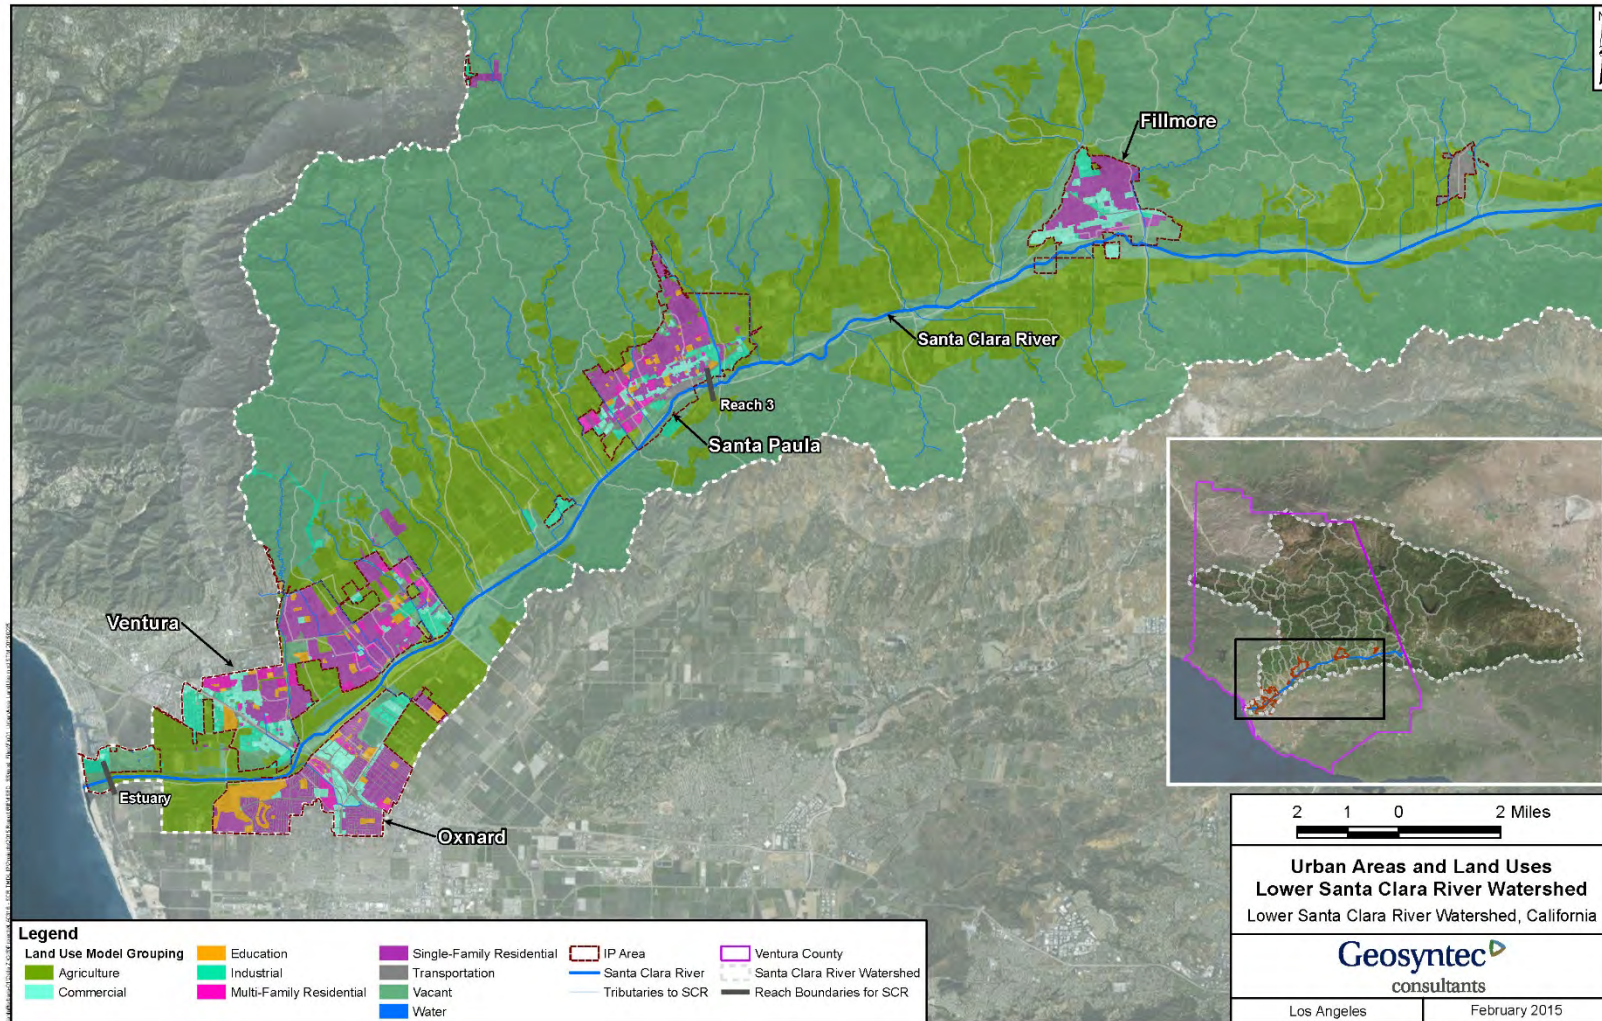 N
Fillmore
Santa Clara River
Reach 3
Santa Paula
Ventura
Estuary
Oxnard
2 1 0 2 Miles
Urban Areas and Land Uses
Lower Santa Clara River Watershed
Lower Santa Clara River Watershed, California
Geosyntec
consultants
Los Angeles
February 2015
Legend
Land Use Model Grouping
Agriculture
Commercial
Education
Industrial
Multi-Family Residential
Single-Family Residential
Transportation
Vacant
Water
IP Area
Santa Clara River
Tributaries to SCR
Ventura County
Santa Clara River Watershed
Reach Boundaries for SCR